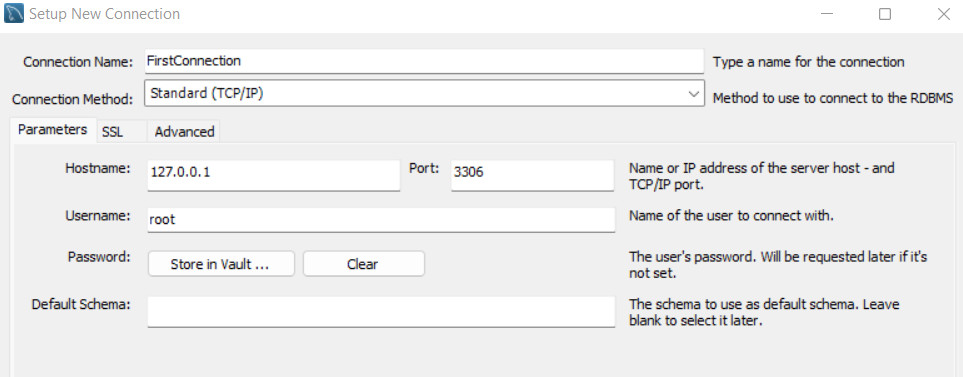 Setup New Connection
Connection Name: FirstConnection Type a name for the connection
Connection Method: Standard (TCP/IP) Method to use to connect to the RDBMS
Parameters SSL Advanced
Hostname: 127.0.0.1 Port: 3306 Name or IP address of the server host - and
TCP/IP port.
Username: root Name of the user to connect with.
Password: Store in Vault ... Clear The user's password. Will be requested later if it's
not set.
Default Schema: The schema to use as default schema. Leave
blank to select it later.